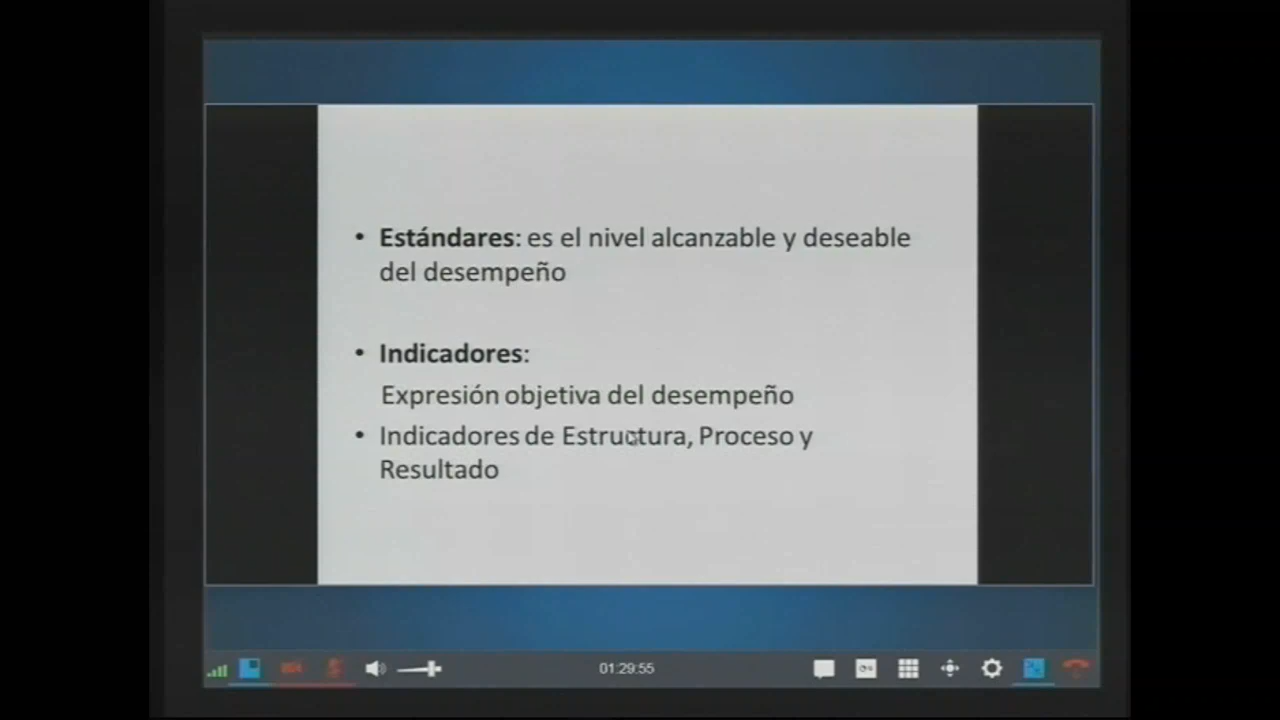 • Estándares: es el nivel alcanzable y deseable
del desempeño
• Indicadores:
Expresión objetiva del desempeño
• Indicadores de Estructura, Proceso y
Resultado
01:29:55